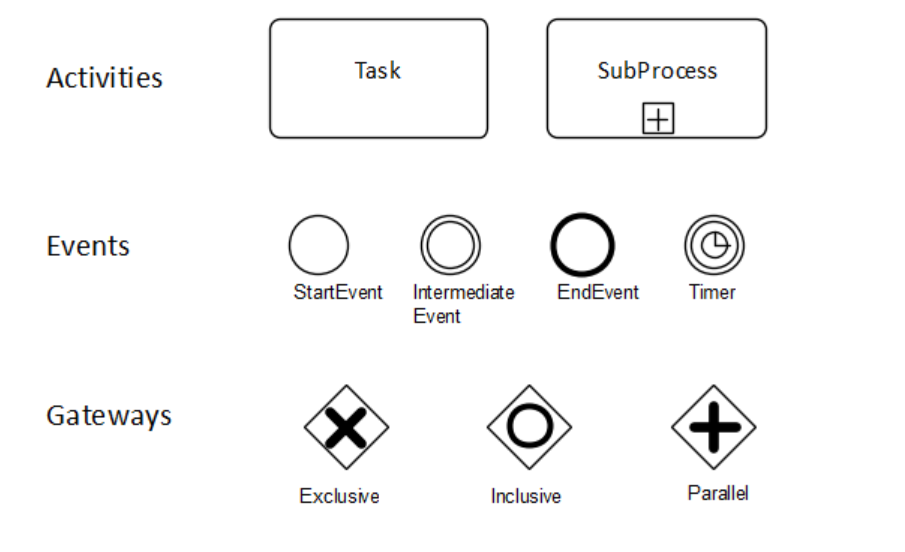 Activities
Task
SubProcess
Events
StartEvent
Intermediate
Event
EndEvent
Timer
Gateways
Exclusive
Inclusive
Parallel